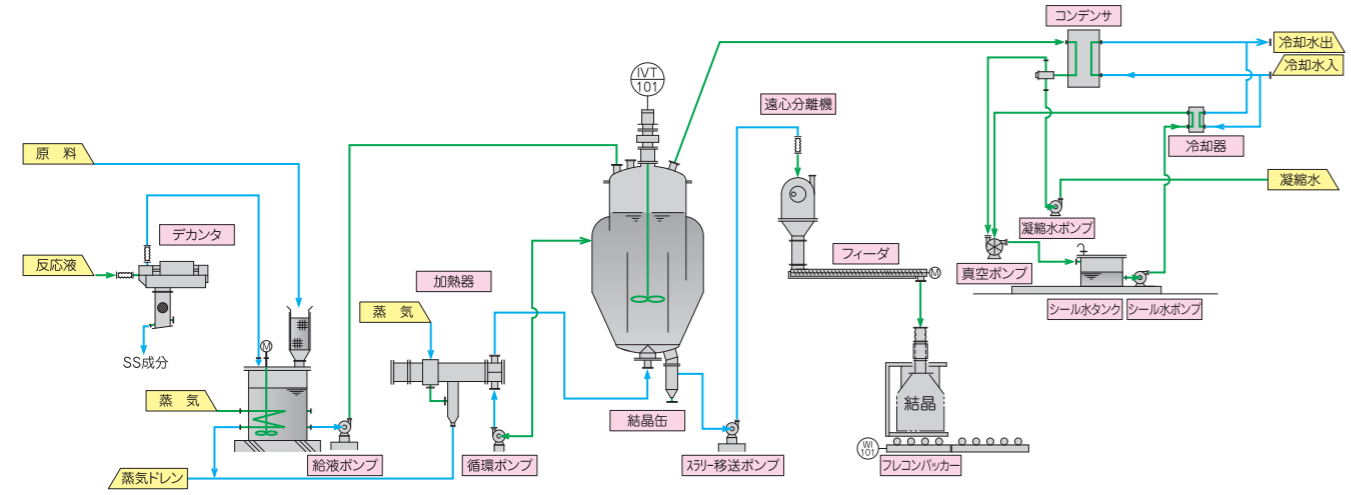 コンデンサ
冷却水出
冷却水入
IVT
101
遠心分離機
冷却器
原 料
凝縮水
デカンタ
凝縮水ポンプ
反応液
加熱器
フィーダ
M
真空ポンプ
蒸 気
シール水タンク
シール水ポンプ
SS成分
M
蒸 気
結晶
結晶缶
WI
101
給液ポンプ
循環ポンプ
スラリー移送ポンプ
フレコンパッカー
蒸気ドレン